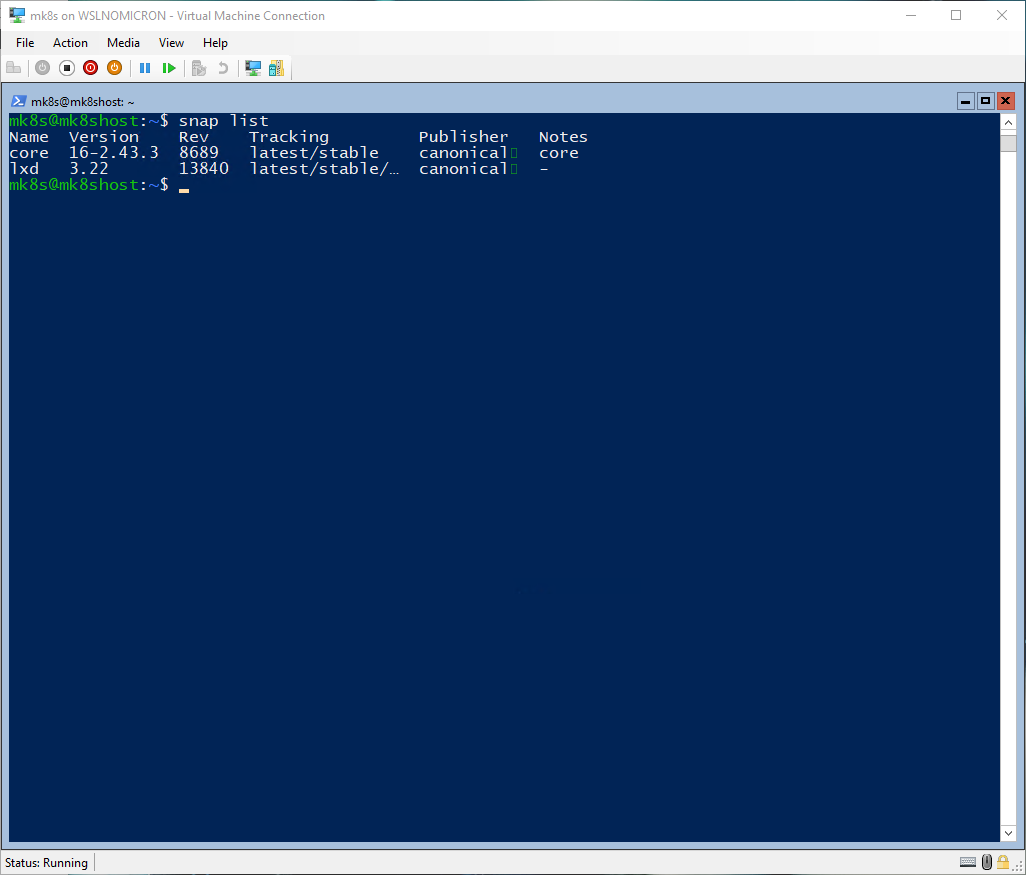 mk8s on WSLNOMICRON - Virtual Machine Connection
File Action Media View Help
mk8s@mk8shost: ~
mk8s@mk8shost:~$ snap list
Name Version Rev Tracking Publisher Notes
core 16-2.43.3 8689 latest/stable canonical▯ core
lxd 3.22 13840 latest/stable/… canonical▯ -
mk8s@mk8shost:~$
Status: Running